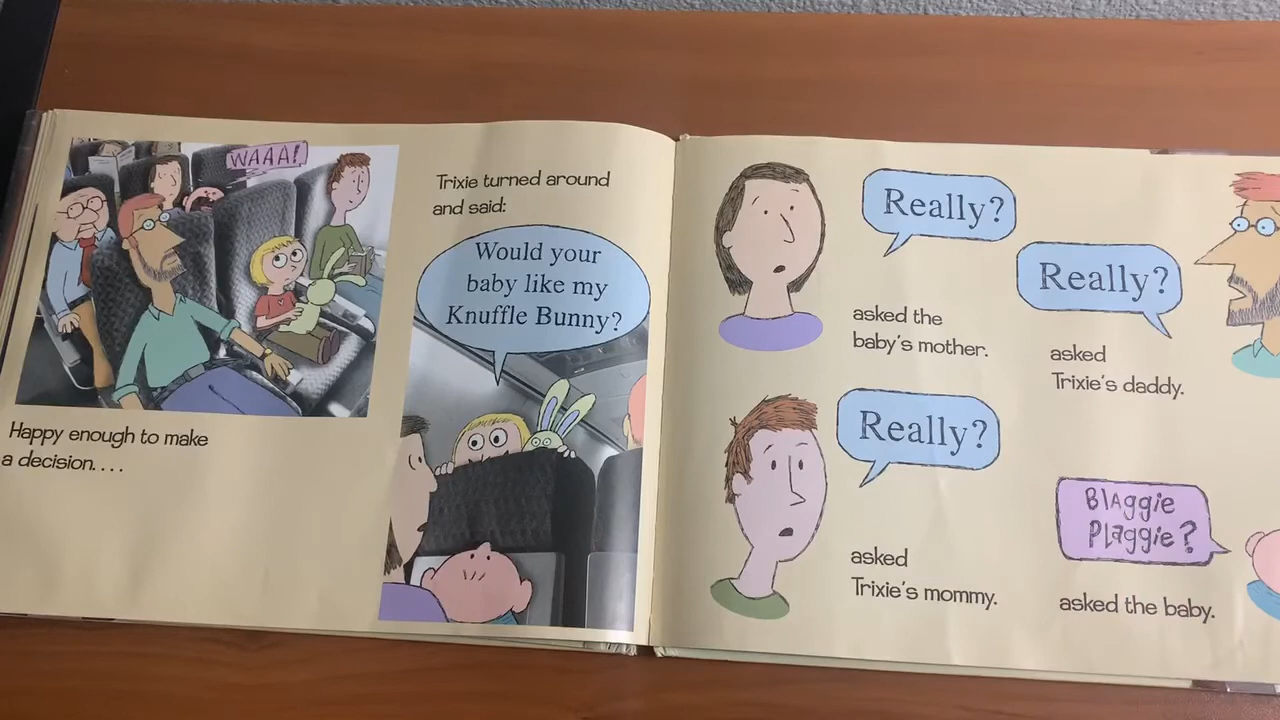 WAAA!
Happy enough to make
a decision. . . .
Trixie turned around
and said:
Would your
baby like my
Knuffle Bunny?
Really?
asked the
baby's mother.
Really?
asked
Trixie's daddy.
Really?
asked
Trixie's mommy.
BlAggie
PlAggie?
asked the baby.